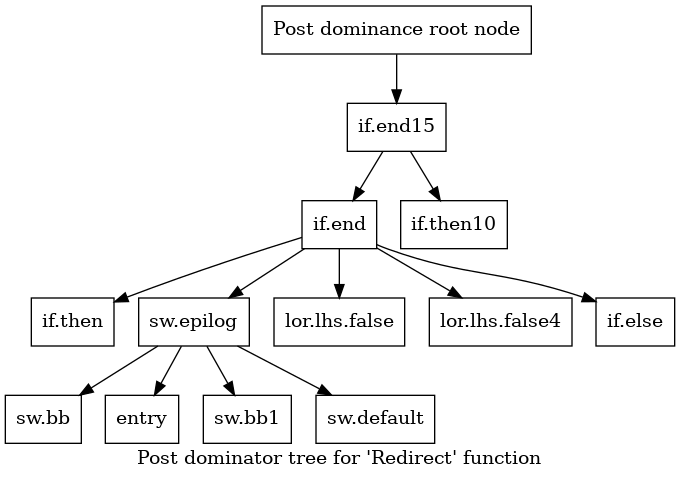 Post dominance root node
if.end15
if.end
if.then10
if.then
sw.epilog
lor.lhs.false
lor.lhs.false4
if.else
sw.bb
entry
sw.bb1
sw.default
Post dominator tree for 'Redirect' function